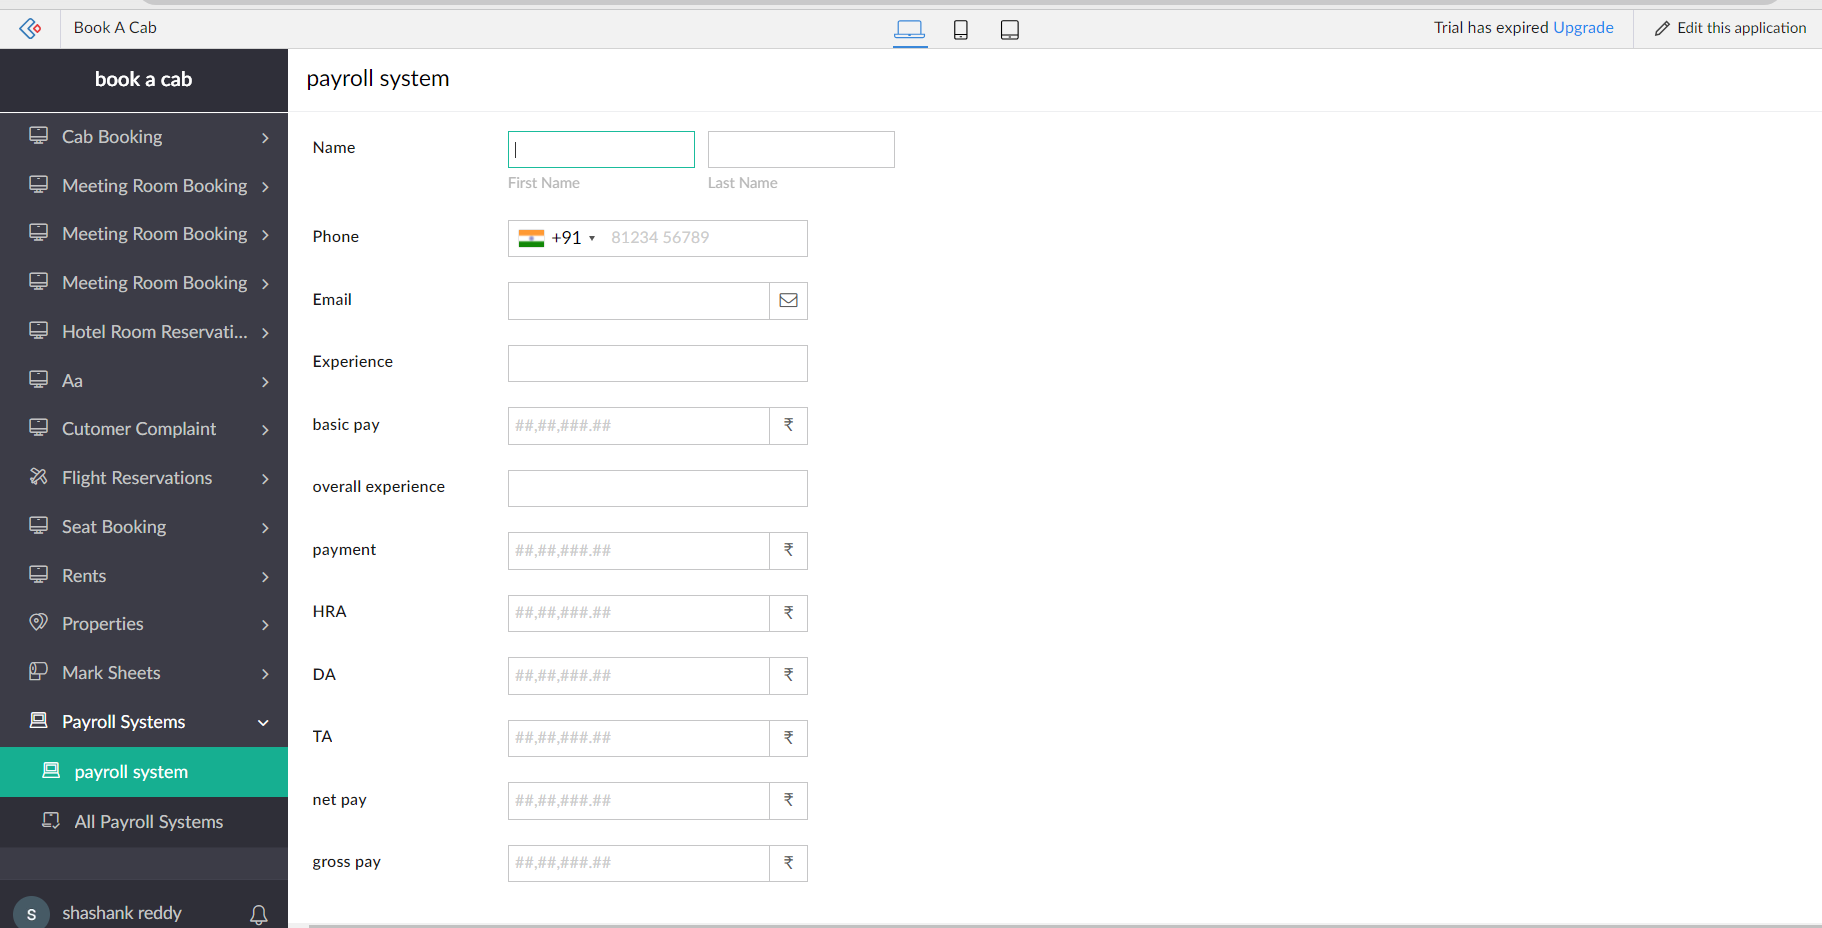 Book A Cab
Trial has expired Upgrade
Edit this application
book a cab
Cab Booking
Meeting Room Booking
Meeting Room Booking
Meeting Room Booking
Hotel Room Reservati...
Aa
Cutomer Complaint
Flight Reservations
Seat Booking
Rents
Properties
Mark Sheets
Payroll Systems
payroll system
All Payroll Systems
S
shashank reddy
payroll system
Name
First Name
Last Name
Phone
+91
81234 56789
Email
Experience
basic pay
##,##,###.## ₹
overall experience
payment
##,##,###.## ₹
HRA
##,##,###.## ₹
DA
##,##,###.## ₹
TA
##,##,###.## ₹
net pay
##,##,###.## ₹
gross pay
##,##,###.## ₹